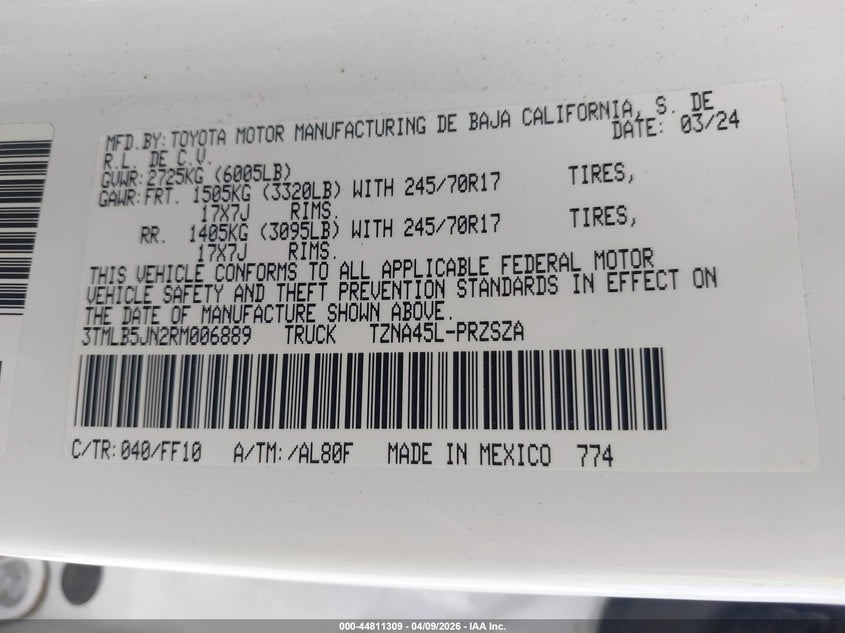 MFD.BY:TOYOTA MOTOR MANUFACTURING DE BAJA CALIFORNIA, S. DE
R.L. DE C.V. DATE: 03/24
GVWR:2725KG (6005LB)
GAWR:FRT. 1505KG (3320LB) WITH 245/70R17 TIRES,
17X7J RIMS.
RR. 1405KG (3095LB) WITH 245/70R17 TIRES,
17X7J RIMS.
THIS VEHICLE CONFORMS TO ALL APPLICABLE FEDERAL MOTOR
VEHICLE SAFETY AND THEFT PREVENTION STANDARDS IN EFFECT ON
THE DATE OF MANUFACTURE SHOWN ABOVE.
3TMLB5JN2RM006889 TRUCK TZNA45L-PRZSZA
C/TR:040/FF10 A/TM:/AL80F MADE IN MEXICO 774
000-44811309 | 04/09/2026 | IAA Inc.